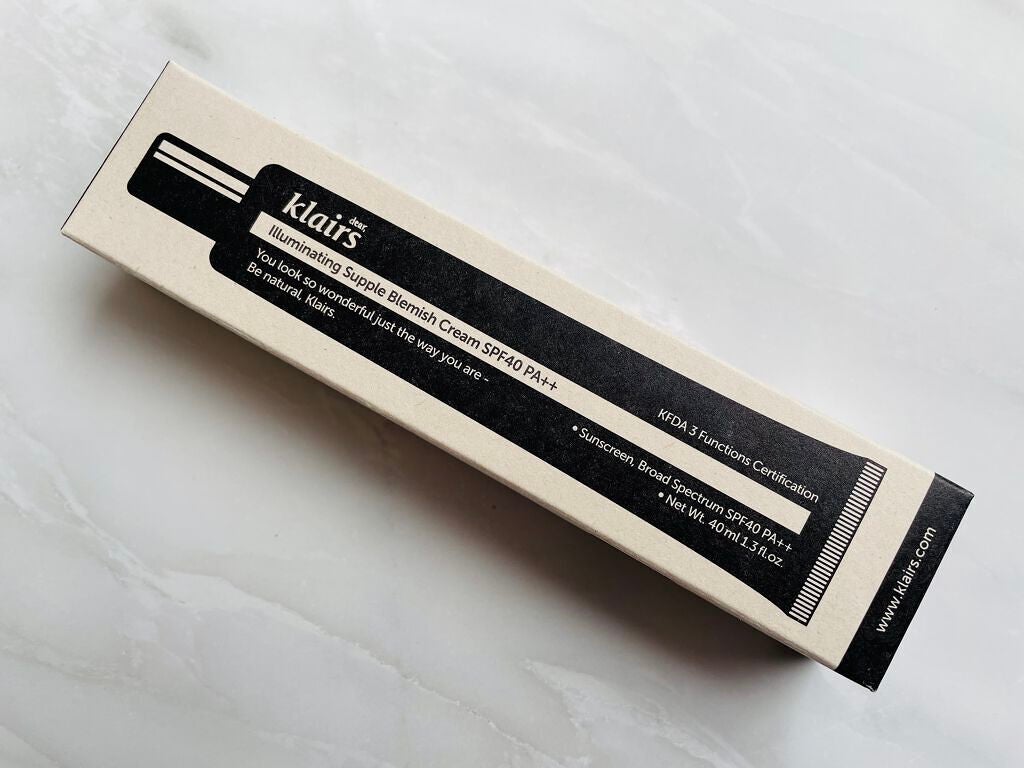 dear,
klairs
Illuminating Supple Blemish Cream SPF40 PA++
You look so wonderful just the way you are -
Be natural, Klairs.
KFDA 3 Functions Certification
• Sunscreen, Broad Spectrum SPF40 PA++
• Net Wt. 40 ml 1.3 fl.oz.
www.klairs.com